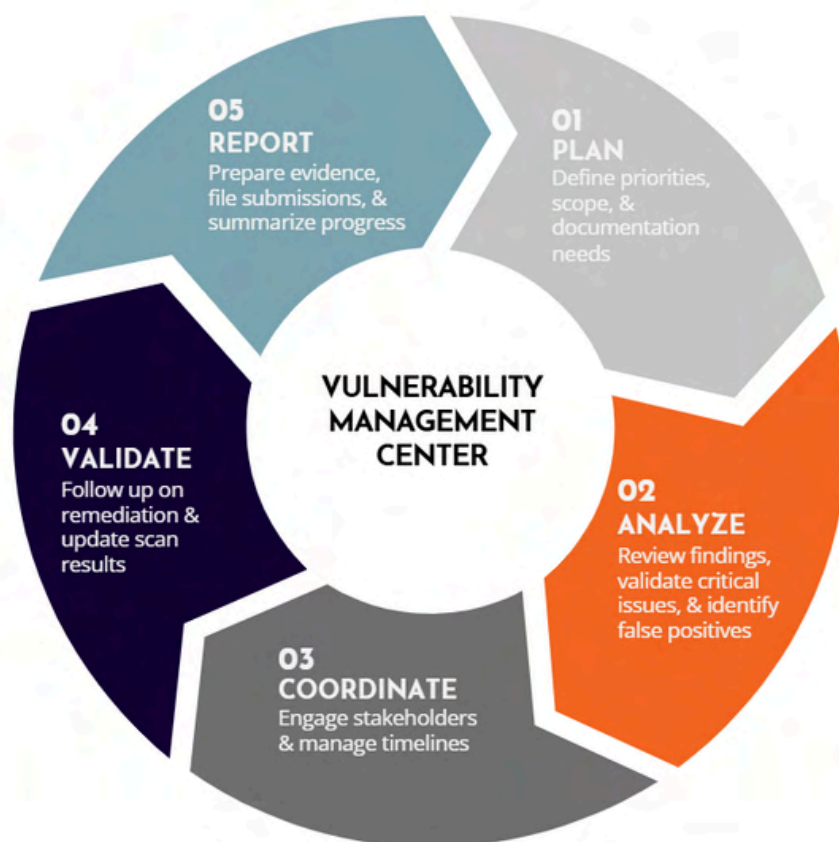 05
REPORT
Prepare evidence,
file submissions, &
summarize progress
01
PLAN
Define priorities,
scope, &
documentation
needs
VULNERABILITY
MANAGEMENT
CENTER
04
VALIDATE
Follow up on
remediation &
update scan
results
02
ANALYZE
Review findings,
validate critical
issues, & identify
false positives
03
COORDINATE
Engage stakeholders
& manage timelines